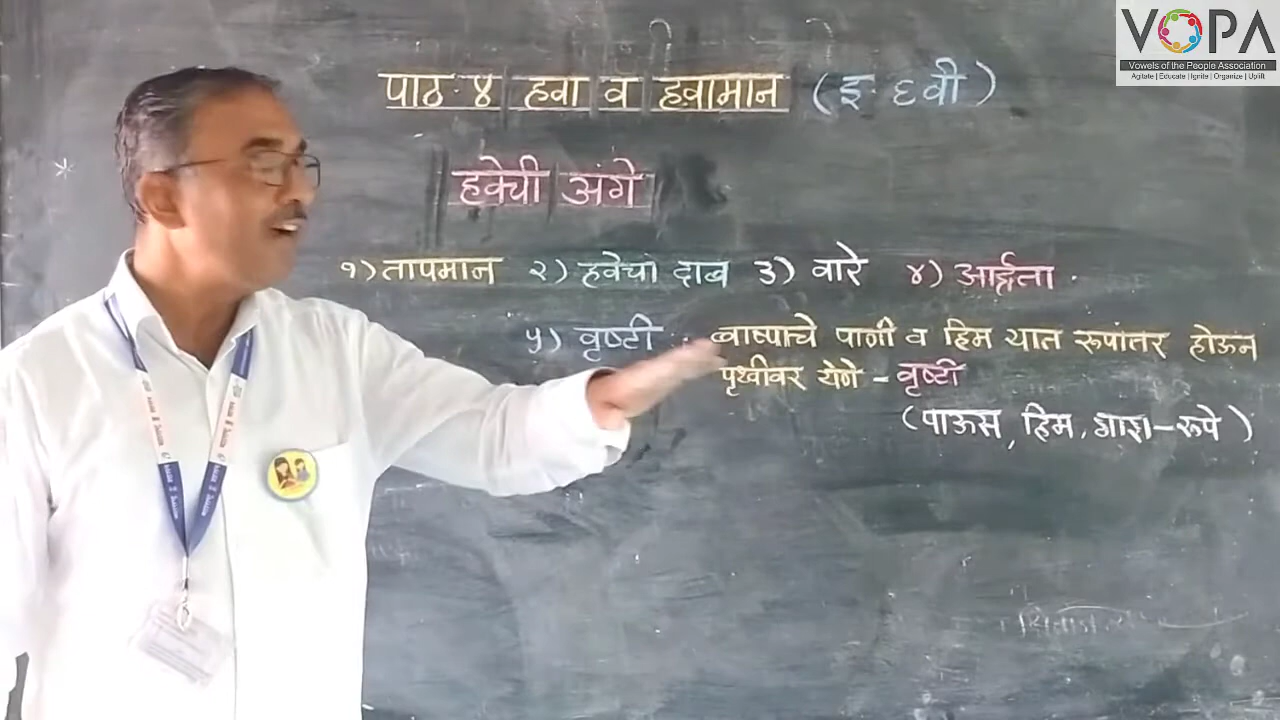 VOPA
Vowels of the People Association
Agitate | Educate | Ignite | Organize | Uplift
पाठ.४ हवा व हवामान (इ. ६वी)
हवेची अंगे
१) तापमान २) हवेचा दाब ३) वारे ४) आर्द्रता.
५) वृष्टी :- बाष्पाचे पाणी व हिम यात रूपांतर होऊन
पृथ्वीवर येणे - वृष्टी
(पाऊस, हिम, गारा-रूपे)